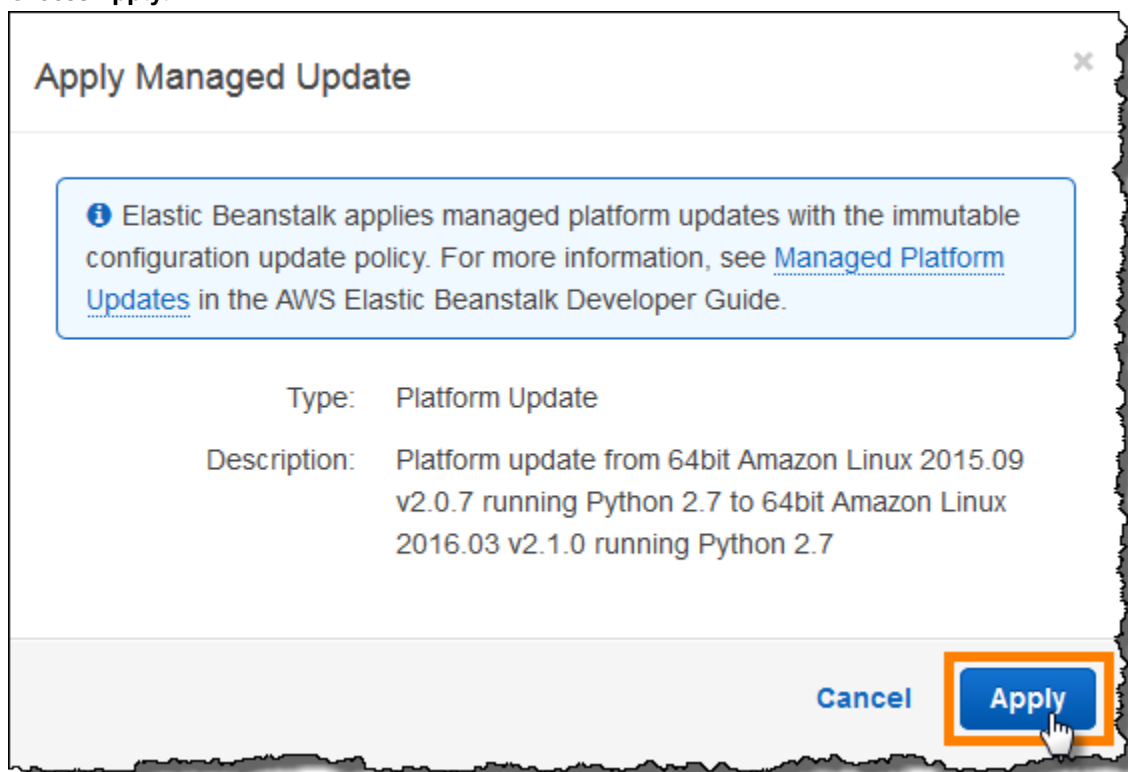 Apply Managed Update
×
Elastic Beanstalk applies managed platform updates with the immutable
configuration update policy. For more information, see Managed Platform
Updates in the AWS Elastic Beanstalk Developer Guide.
Type: Platform Update
Description: Platform update from 64bit Amazon Linux 2015.09
v2.0.7 running Python 2.7 to 64bit Amazon Linux
2016.03 v2.1.0 running Python 2.7
Cancel Apply